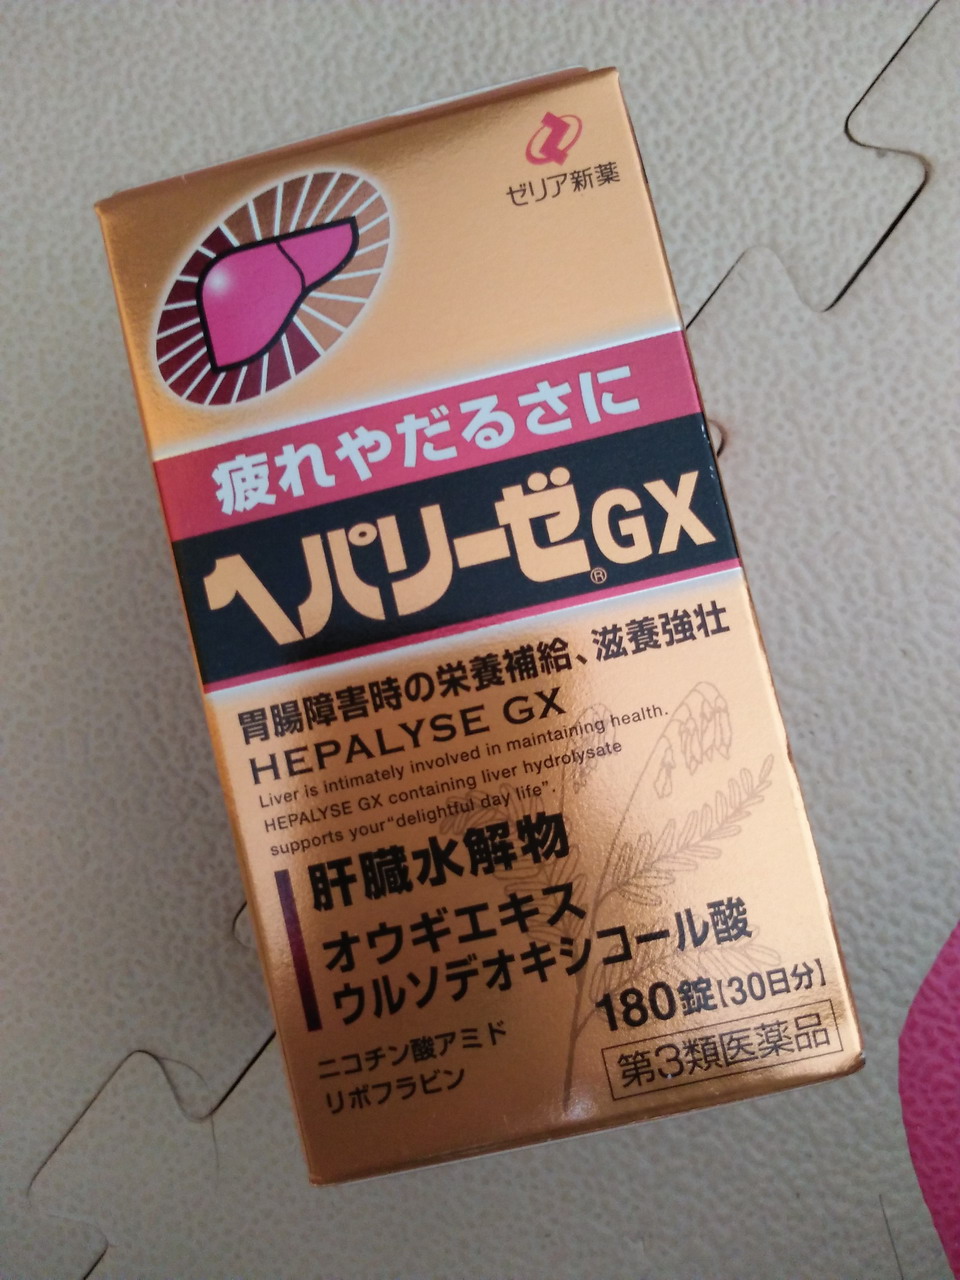 ゼリア新薬
疲れやだるさに
ヘパリーゼGX®
胃腸障害時の栄養補給、滋養強壮
HEPALYSE GX
Liver is intimately involved in maintaining health.
HEPALYSE GX containing liver hydrolysate
supports your “delightful day life”.
肝臓水解物
オウギエキス
ウルソデオキシコール酸
180錠【30日分】
ニコチン酸アミド
リボフラビン
第3類医薬品